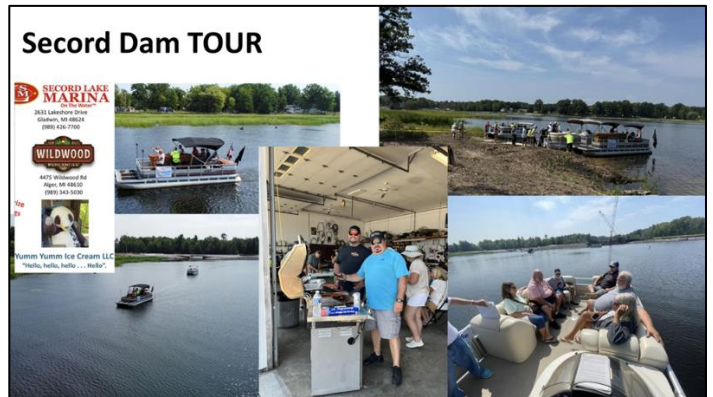 Secord Dam TOUR
SECORD LAKE
MARINA
On The Water™
2631 Lakeshore Drive
Gladwin, MI 48624
(989) 426-7700
WILDWOOD
4475 Wildwood Rd
Alger, MI 48610
(989) 343-5030
Yumm Yumm Ice Cream LLC
"Hello, hello, hello . . . Hello".